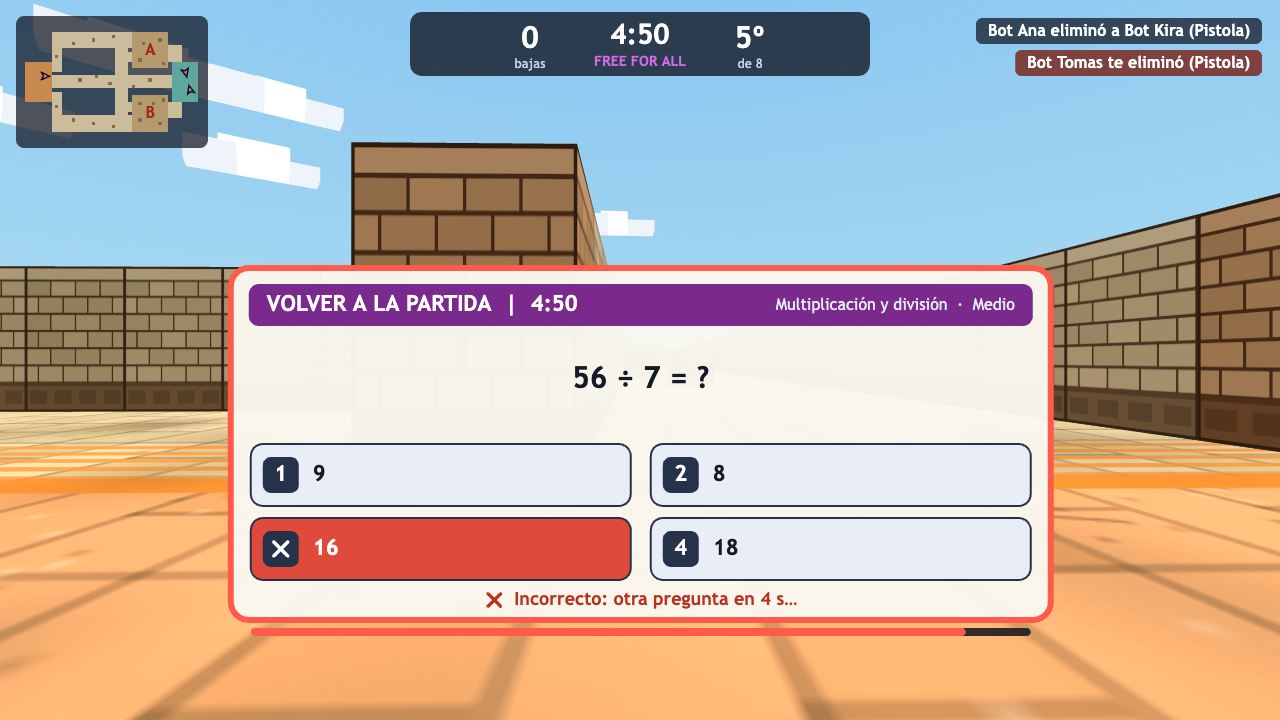 A
B
0
bajas
4:50
FREE FOR ALL
5º
de 8
Bot Ana eliminó a Bot Kira (Pistola)
Bot Tomas te eliminó (Pistola)
VOLVER A LA PARTIDA | 4:50
Multiplicación y división · Medio
56 ÷ 7 = ?
1 9
2 8
16
4 18
Incorrecto: otra pregunta en 4 s...